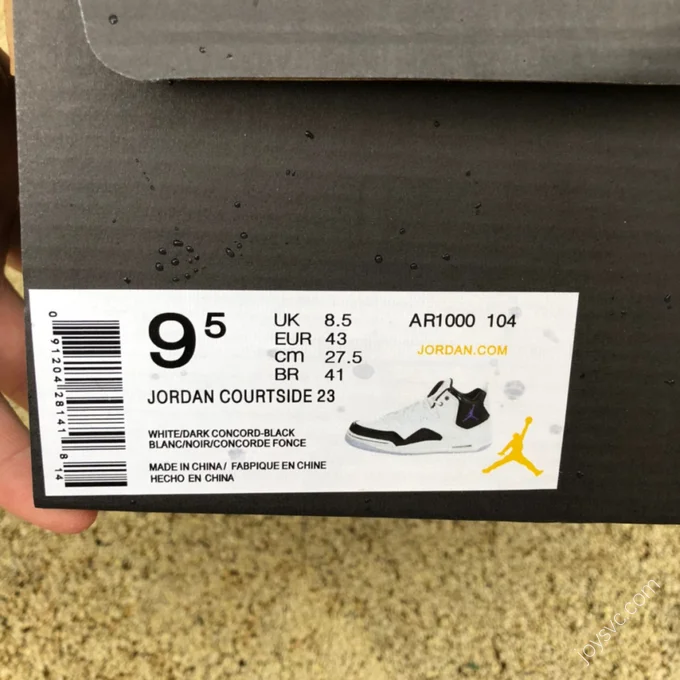 9⁵
UK 8.5
EUR 43
cm 27.5
BR 41
AR1000 104
JORDAN.COM
JORDAN COURTSIDE 23
WHITE/DARK CONCORD-BLACK
BLANC/NOIR/CONCORDE FONCE
MADE IN CHINA/ FABPIQUE EN CHINE
HECHO EN CHINA
0 91204 28141 8 14
joysvc.com